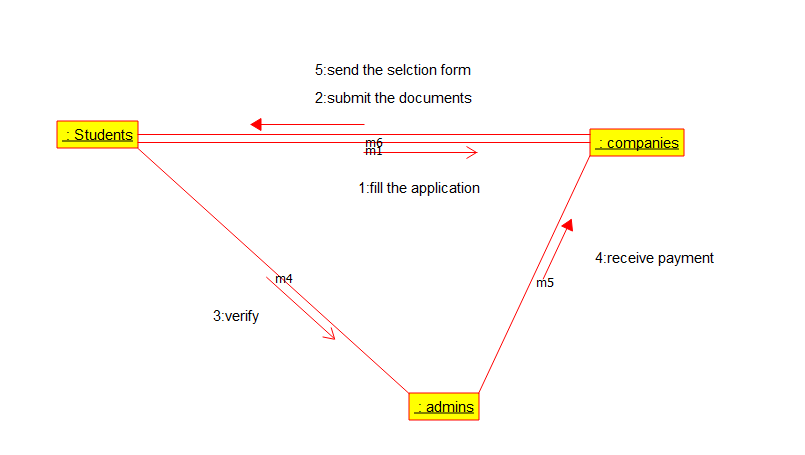 5:send the selction form
2:submit the documents
: Students
m6
m1
: companies
1:fill the application
4:receive payment
m4
m5
3:verify
: admins